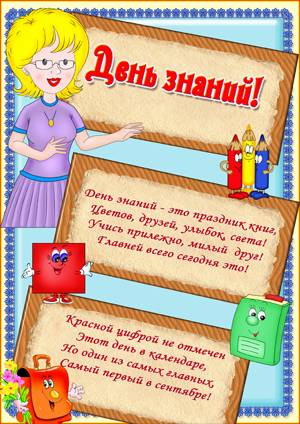 День знаний!
День знаний - это праздник книг,
Цветов, друзей, улыбок, света!
Учись прилежно, милый друг!
Главней всего сегодня это!
Красной цифрой не отмечен
Этот день в календаре,
Но один из самых главных,
Самый первый в сентябре!